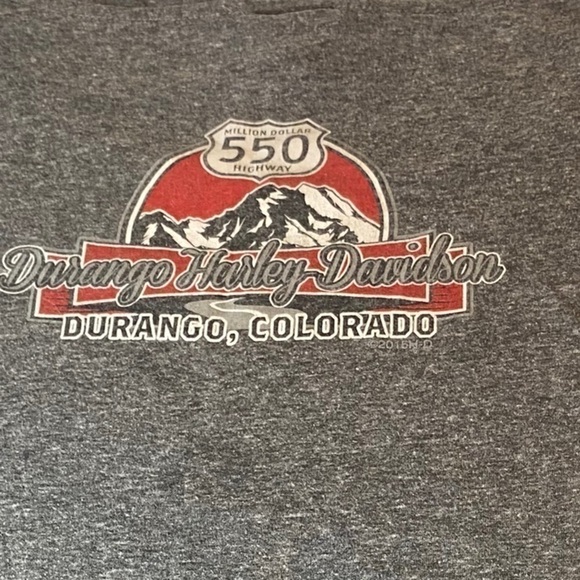 MILLION DOLLAR
550
HIGHWAY
Durango Harley-Davidson
DURANGO, COLORADO
©2015H-D